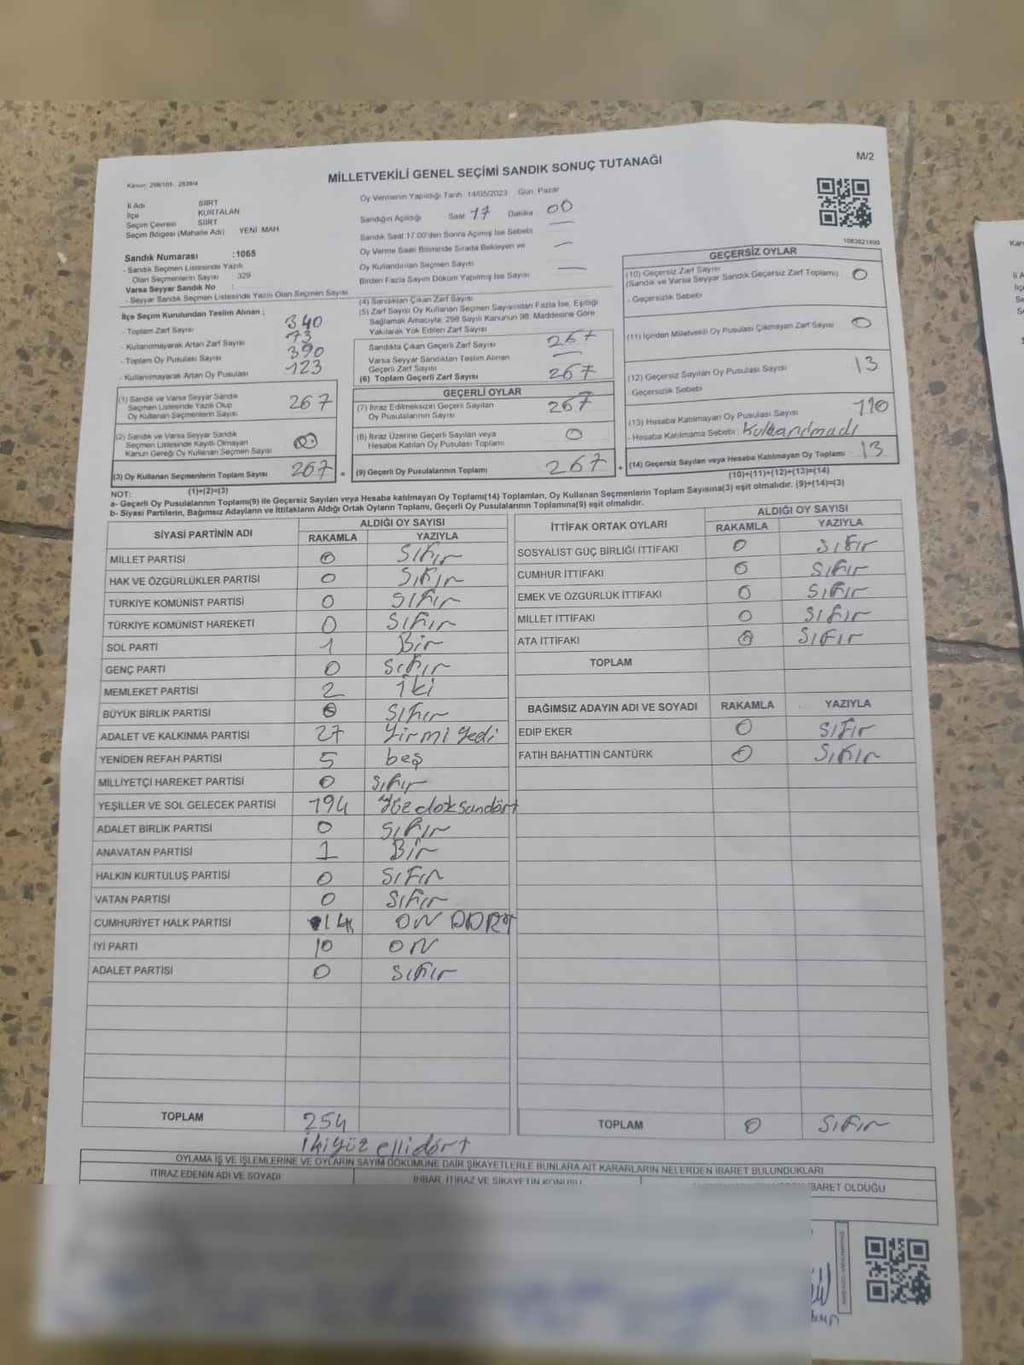 MİLLETVEKİLİ GENEL SEÇİMİ SANDIK SONUÇ TUTANAĞI
M/2
Oy Vermenin Yapıldığı Tarih 14/05/2023 Gün: Pazar
İl Adı SİİRT
İlçe KURTALAN
Seçim Çevresi SİİRT
Seçim Bölgesi (Mahalle Adı) YENİ MAH
Sandığın Açıldığı Saat 17 Dakika 00
Sandık Saat 17:00'den Sonra Açılmış İse Sebebi —
Oy Verme Saati Bitiminde Sırada Bekleyen ve
Oy Kullandırılan Seçmen Sayısı —
Birden Fazla Sayım Döküm Yapılmış İse Sayısı —
Sandık Numarası :1065
- Sandık Seçmen Listesinde Yazılı
Olan Seçmenlerin Sayısı : 329
Varsa Seyyar Sandık No :
- Seyyar Sandık Seçmen Listesinde Yazılı Olan Seçmen Sayısı
İlçe Seçim Kurulundan Teslim Alınan ;
- Toplam Zarf Sayısı 340
- Kullanılmayarak Artan Zarf Sayısı 73
- Toplam Oy Pusulası Sayısı 390
- Kullanılmayarak Artan Oy Pusulası 123
(1) Sandık ve Varsa Seyyar Sandık
Seçmen Listesinde Yazılı Olup
Oy Kullanan Seçmenlerin Sayısı 267
(2) Sandık ve Varsa Seyyar Sandık
Seçmen Listesinde Kayıtlı Olmayan
Kanun Gereği Oy Kullanan Seçmen Sayısı
(3) Oy Kullanan Seçmenlerin Toplam Sayısı 267
(1)+(2)=(3)
(4) Sandıktan Çıkan Zarf Sayısı
(5) Zarf Sayısı Oy Kullanan Seçmen Sayısından Fazla İse, Eşitliği
Sağlamak Amacıyla; 298 Sayılı Kanunun 98. Maddesine Göre
Yakılarak Yok Edilen Zarf Sayısı
Sandıkta Çıkan Geçerli Zarf Sayısı 267
Varsa Seyyar Sandıktan Teslim Alınan
Geçerli Zarf Sayısı —
(6) Toplam Geçerli Zarf Sayısı 267
GEÇERLİ OYLAR
(7) İtiraz Edilmeksizin Geçerli Sayılan
Oy Pusulalarının Sayısı 267
(8) İtiraz Üzerine Geçerli Sayılan veya
Hesaba Katılan Oy Pusulası Toplamı 0
(9) Geçerli Oy Pusulalarının Toplamı 267
GEÇERSİZ OYLAR
(10) Geçersiz Zarf Sayısı
(Sandık ve Varsa Seyyar Sandık Geçersiz Zarf Toplamı) 0
- Geçersizlik Sebebi
(11) İçinden Milletvekili Oy Pusulası Çıkmayan Zarf Sayısı 0
(12) Geçersiz Sayılan Oy Pusulası Sayısı 13
Geçersizlik Sebebi
(13) Hesaba Katılmayan Oy Pusulası Sayısı 110
- Hesaba Katılmama Sebebi : Kullanılmadı
(14) Geçersiz Sayılan veya Hesaba Katılmayan Oy Toplamı 13
(10)+(11)+(12)+(13)=(14)
NOT:
a- Geçerli Oy Pusulalarının Toplamı(9) ile Geçersiz Sayılan veya Hesaba katılmayan Oy Toplamı(14) Toplamları, Oy Kullanan Seçmenlerin Toplam Sayısına(3) eşit olmalıdır. (9)+(14)=(3)
b- Siyasi Partilerin, Bağımsız Adayların ve İttifakların Aldığı Ortak Oyların Toplamı, Geçerli Oy Pusulalarının Toplamına(9) eşit olmalıdır.
SİYASİ PARTİNİN ADI ALDIĞI OY SAYISI
RAKAMLA YAZIYLA
MİLLET PARTİSİ 0 Sıfır
HAK VE ÖZGÜRLÜKLER PARTİSİ 0 Sıfır
TÜRKİYE KOMÜNİST PARTİSİ 0 Sıfır
TÜRKİYE KOMÜNİST HAREKETİ 0 Sıfır
SOL PARTİ 1 Bir
GENÇ PARTİ 0 Sıfır
MEMLEKET PARTİSİ 2 iki
BÜYÜK BİRLİK PARTİSİ 0 Sıfır
ADALET VE KALKINMA PARTİSİ 27 Yirmi Yedi
YENİDEN REFAH PARTİSİ 5 beş
MİLLİYETÇİ HAREKET PARTİSİ 0 Sıfır
YEŞİLLER VE SOL GELECEK PARTİSİ 194 Yüzdoksandört
ADALET BİRLİK PARTİSİ 0 Sıfır
ANAVATAN PARTİSİ 1 Bir
HALKIN KURTULUŞ PARTİSİ 0 Sıfır
VATAN PARTİSİ 0 Sıfır
CUMHURİYET HALK PARTİSİ 14 ON DÖRT
İYİ PARTİ 10 ON
ADALET PARTİSİ 0 Sıfır
TOPLAM 254
ikiyüz ellidört
İTTİFAK ORTAK OYLARI ALDIĞI OY SAYISI
RAKAMLA YAZIYLA
SOSYALİST GÜÇ BİRLİĞİ İTTİFAKI 0 Sıfır
CUMHUR İTTİFAKI 0 Sıfır
EMEK VE ÖZGÜRLÜK İTTİFAKI 0 Sıfır
MİLLET İTTİFAKI 0 Sıfır
ATA İTTİFAKI 0 Sıfır
TOPLAM
BAĞIMSIZ ADAYIN ADI VE SOYADI RAKAMLA YAZIYLA
EDİP EKER 0 Sıfır
FATİH BAHATTİN CANTÜRK 0 Sıfır
TOPLAM 0 Sıfır
OYLAMA İŞ VE İŞLEMLERİNE VE OYLARIN SAYIM DÖKÜMÜNE DAİR ŞİKAYETLERLE BUNLARA AİT KARARLARIN NELERDEN İBARET BULUNDUKLARI
İTİRAZ EDENİN ADI VE SOYADI
İHBAR, İTİRAZ VE ŞİKAYETİN KONUSU
İBARET OLDUĞU